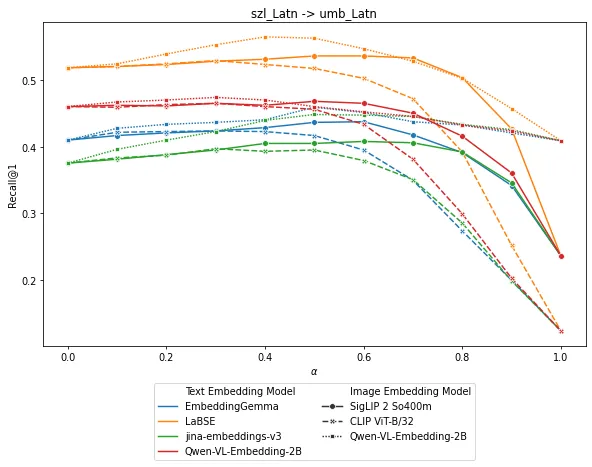 szl_Latn -> umb_Latn
Recall@1
0.5
0.4
0.3
0.2
0.0 0.2 0.4 0.6 0.8 1.0
α
Text Embedding Model Image Embedding Model
EmbeddingGemma SigLIP 2 So400m
LaBSE CLIP ViT-B/32
jina-embeddings-v3 Qwen-VL-Embedding-2B
Qwen-VL-Embedding-2B